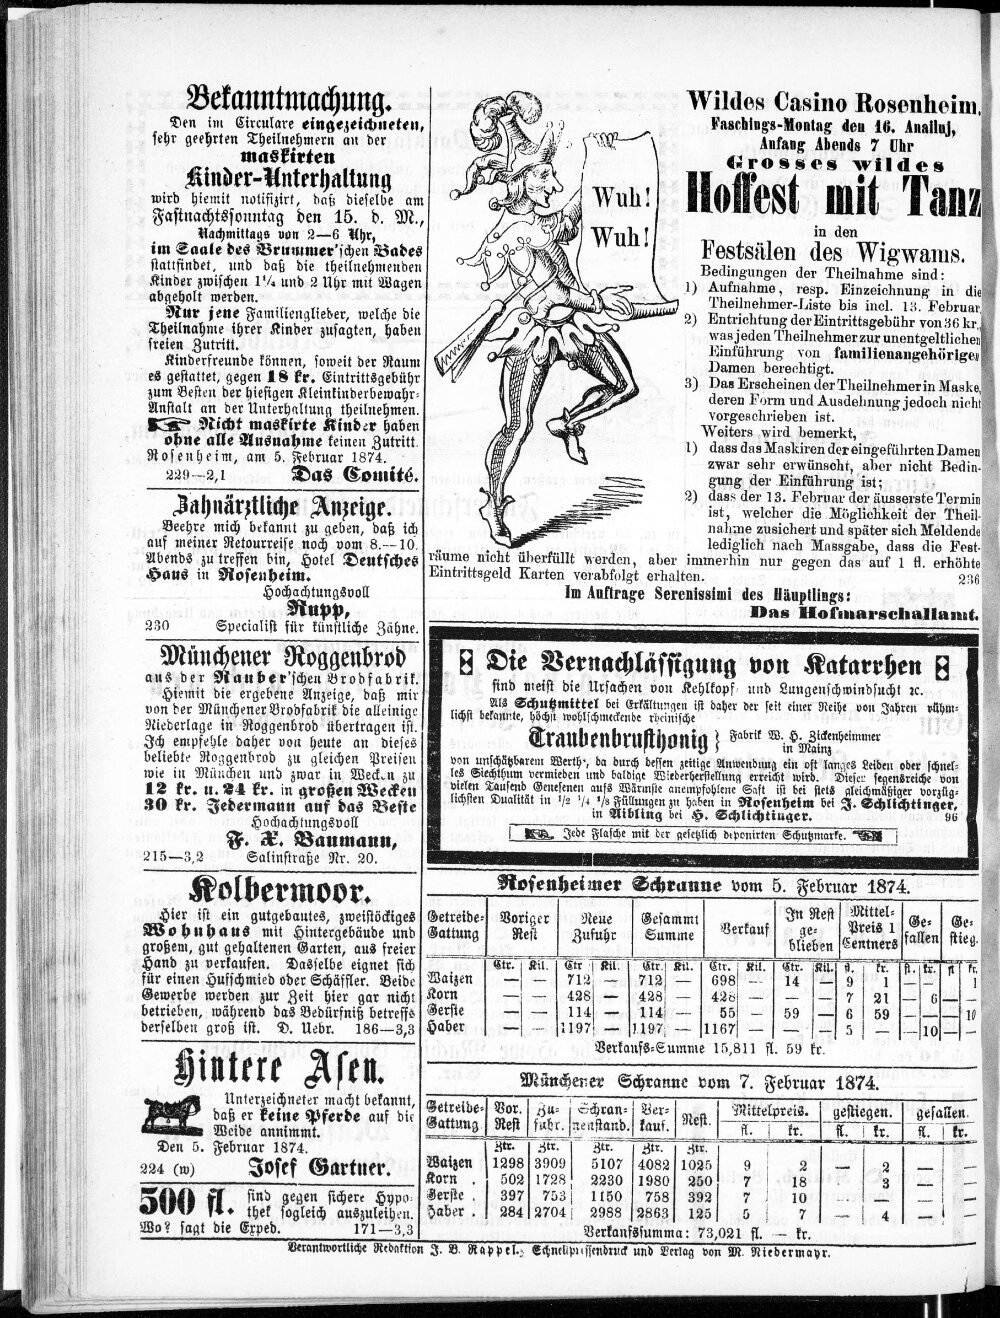 Bekanntmachung.
Den im Circulare eingezeichneten,
sehr geehrten Theilnehmern an der
maskirten
Kinder-Unterhaltung
wird hiemit notifizirt, daß dieselbe am
Fastnachtssonntag den 15. d. M.,
Nachmittags von 2—6 Uhr,
im Saale des Brummer'schen Bades
stattfindet, und daß die theilnehmenden
Kinder zwischen 1¼ und 2 Uhr mit Wagen
abgeholt werden.
Nur jene Familienglieder, welche die
Theilnahme ihrer Kinder zusagten, haben
freien Zutritt.
Kinderfreunde können, soweit der Raum
es gestattet, gegen 18 kr. Eintrittsgebühr
zum Besten der hiesigen Kleinkinderbewahr-
Anstalt an der Unterhaltung theilnehmen.
Nicht maskirte Kinder haben
ohne alle Ausnahme keinen Zutritt.
Rosenheim, am 5. Februar 1874.
229—2,1 Das Comité.
Zahnärztliche Anzeige.
Beehre mich bekannt zu geben, daß ich
auf meiner Retourreise noch vom 8.—10.
Abends zu treffen bin, Hotel Deutsches
Haus in Rosenheim.
Hochachtungsvoll
Rupp,
230 Specialist für künstliche Zähne.
Münchener Roggenbrod
aus der Rauber'schen Brodfabrik.
Hiemit die ergebene Anzeige, daß mir
von der Münchener Brodfabrik die alleinige
Niederlage in Roggenbrod übertragen ist.
Ich empfehle daher von heute an dieses
beliebte Roggenbrod zu gleichen Preisen
wie in München und zwar in Wecken zu
12 kr. u. 24 kr. in großen Wecken
30 kr. Jedermann auf das Beste
Hochachtungsvoll
F. X. Baumann,
215—3,2 Salinstraße Nr. 20.
Kolbermoor.
Hier ist ein gutgebautes, zweistöckiges
Wohnhaus mit Hintergebäude und
großem, gut gehaltenen Garten, aus freier
Hand zu verkaufen. Dasselbe eignet sich
für einen Hufschmied oder Schäffler. Beide
Gewerbe werden zur Zeit hier gar nicht
betrieben, während das Bedürfniß betreffs
derselben groß ist. D. Uebr. 186—3,3
Hintere Asen.
Unterzeichneter macht bekannt,
daß er keine Pferde auf die
Weide annimmt.
Den 5. Februar 1874.
224 (w) Josef Gartner.
500 fl. sind gegen sichere Hypo-
thek sogleich auszuleihen.
Wo? sagt die Exped. 171—3,3
Wuh!
Wuh!
Wildes Casino Rosenheim.
Faschings-Montag den 16. Anailuj,
Anfang Abends 7 Uhr
Grosses wildes
Hoffest mit Tanz
in den
Festsälen des Wigwams.
Bedingungen der Theilnahme sind:
1) Aufnahme, resp. Einzeichnung in die
Theilnehmer-Liste bis incl. 13. Februar
2) Entrichtung der Eintrittsgebühr von 36 kr.,
was jeden Theilnehmer zur unentgeltlichen
Einführung von familienangehörigen
Damen berechtigt.
3) Das Erscheinen der Theilnehmer in Maske,
deren Form und Ausdehnung jedoch nicht
vorgeschrieben ist.
Weiters wird bemerkt,
1) dass das Maskiren der eingeführten Damen
zwar sehr erwünscht, aber nicht Bedin-
gung der Einführung ist;
2) dass der 13. Februar der äusserste Termin
ist, welcher die Möglichkeit der Theil-
nahme zusichert und später sich Meldende
lediglich nach Massgabe, dass die Fest-
räume nicht überfüllt werden, aber immerhin nur gegen das auf 1 fl. erhöhte
Eintrittsgeld Karten verabfolgt erhalten. 236
Im Auftrage Serenissimi des Häuptlings:
Das Hofmarschallamt.
Die Vernachlässigung von Katarrhen
sind meist die Ursachen von Kehlkopf- und Lungenschwindsucht ꝛc.
Als Schutzmittel bei Erkältungen ist daher der seit einer Reihe von Jahren rühm-
lichst bekannte, höchst wohlschmeckende rheinische
Traubenbrusthonig } Fabrik W. H. Zickenheimmer
in Mainz
von unschätzbarem Werth, da durch dessen zeitige Anwendung ein oft langes Leiden oder schnel-
les Siechthum vermieden und baldige Wiederherstellung erreicht wird. Dieser segensreiche von
vielen Tausend Genesenen aufs Wärmste anempfohlene Saft ist bei stets gleichmäßiger vorzüg-
lichsten Qualität in 1/2 1/4 1/8 Füllungen zu haben in Rosenheim bei J. Schlichtinger,
in Aibling bei H. Schlichtinger. 96
Jede Flasche mit der gesetzlich deponirten Schutzmarke.
Rosenheimer Schranne vom 5. Februar 1874.
Getreide-Gattung | Voriger Rest | Neue Zufuhr | Gesammt Summe | Verkauf | In Rest geblieben | Mittel-Preis 1 Centners | Gefallen | Gestieg.
Ctr. Kil. Ctr Kil. Ctr. Kil. Ctr. Kil. Ctr. Kil. fl. kr. fl. kr. fl kr.
Waizen — — 712 — 712 — 698 — 14 — 9 1 — — — 1
Korn — — 428 — 428 — 428 — — — 7 21 — 6 — —
Gerste — — 114 — 114 — 55 — 59 — 6 59 — — — 10
Haber — — 1197 — 1197 — 1167 — — — 5 — — 10 — —
Verkaufs-Summe 15,811 fl. 59 kr.
Münchener Schranne vom 7. Februar 1874.
Getreide-Gattung | Vor. Rest | Zufuhr. | Schrannenstand. | Verkauf. | Rest. | Mittelpreis. | gestiegen. | gefallen.
fl. kr. fl. kr. fl. kr.
Ztr. Ztr. Ztr. Ztr. Ztr.
Waizen 1298 3909 5107 4082 1025 9 2 — 2 — —
Korn . 502 1728 2230 1980 250 7 18 — 3 — —
Gerste . 397 753 1150 758 392 7 10 — — — —
Haber . 284 2704 2988 2863 125 5 7 — 4 — —
Verkaufssumme: 73,021 fl. — kr.
Verantwortliche Redaktion J. B. Rappel, Schnellpressendruck und Verlag von M. Niedermayr.